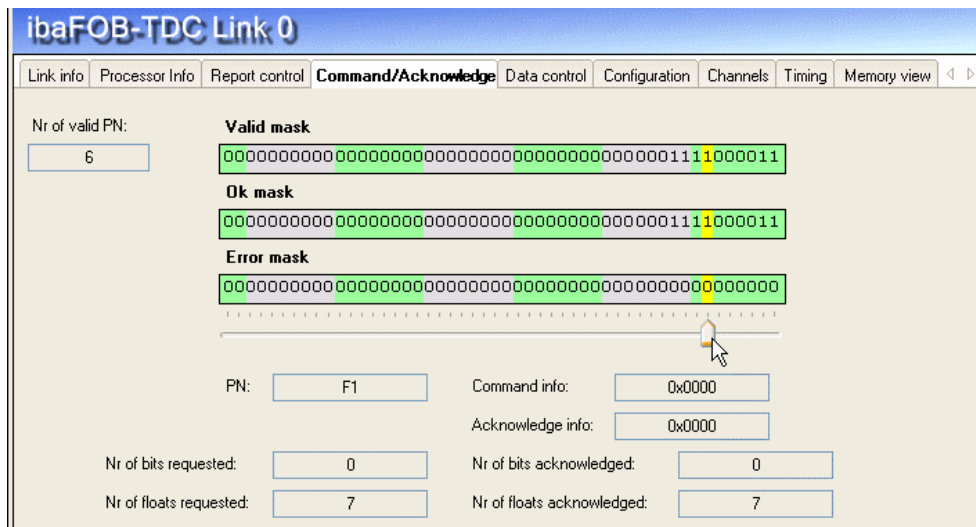 ibaFOB-TDC Link 0
Link info Processor Info Report control Command/Acknowledge Data control Configuration Channels Timing Memory view
Nr of valid PN:
6
Valid mask
00000000000000000000000000000000000000001111000011
Ok mask
00000000000000000000000000000000000000001111000011
Error mask
00000000000000000000000000000000000000000000000000
PN: F1 Command info: 0x0000
Acknowledge info: 0x0000
Nr of bits requested: 0 Nr of bits acknowledged: 0
Nr of floats requested: 7 Nr of floats acknowledged: 7